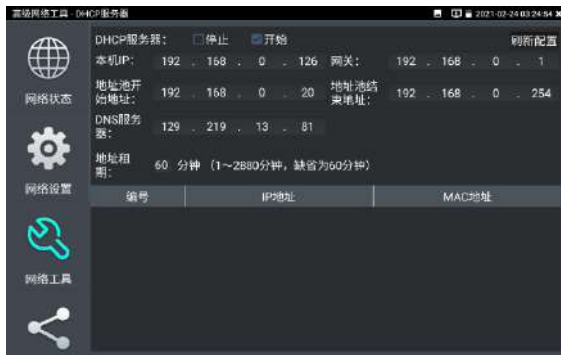 高级网络工具 - DHCP服务器 2021-02-24 03:24:54
DHCP服务器: 停止 开始 刷新配置
本机IP: 192 . 168 . 0 . 126 网关: 192 . 168 . 0 . 1
地址池开始地址: 192 . 168 . 0 . 20 地址池结束地址: 192 . 168 . 0 . 254
DNS服务器: 129 . 219 . 13 . 81
地址租期: 60 分钟 (1~2880分钟, 缺省为60分钟)
编号 IP地址 MAC地址
网络状态
网络设置
网络工具